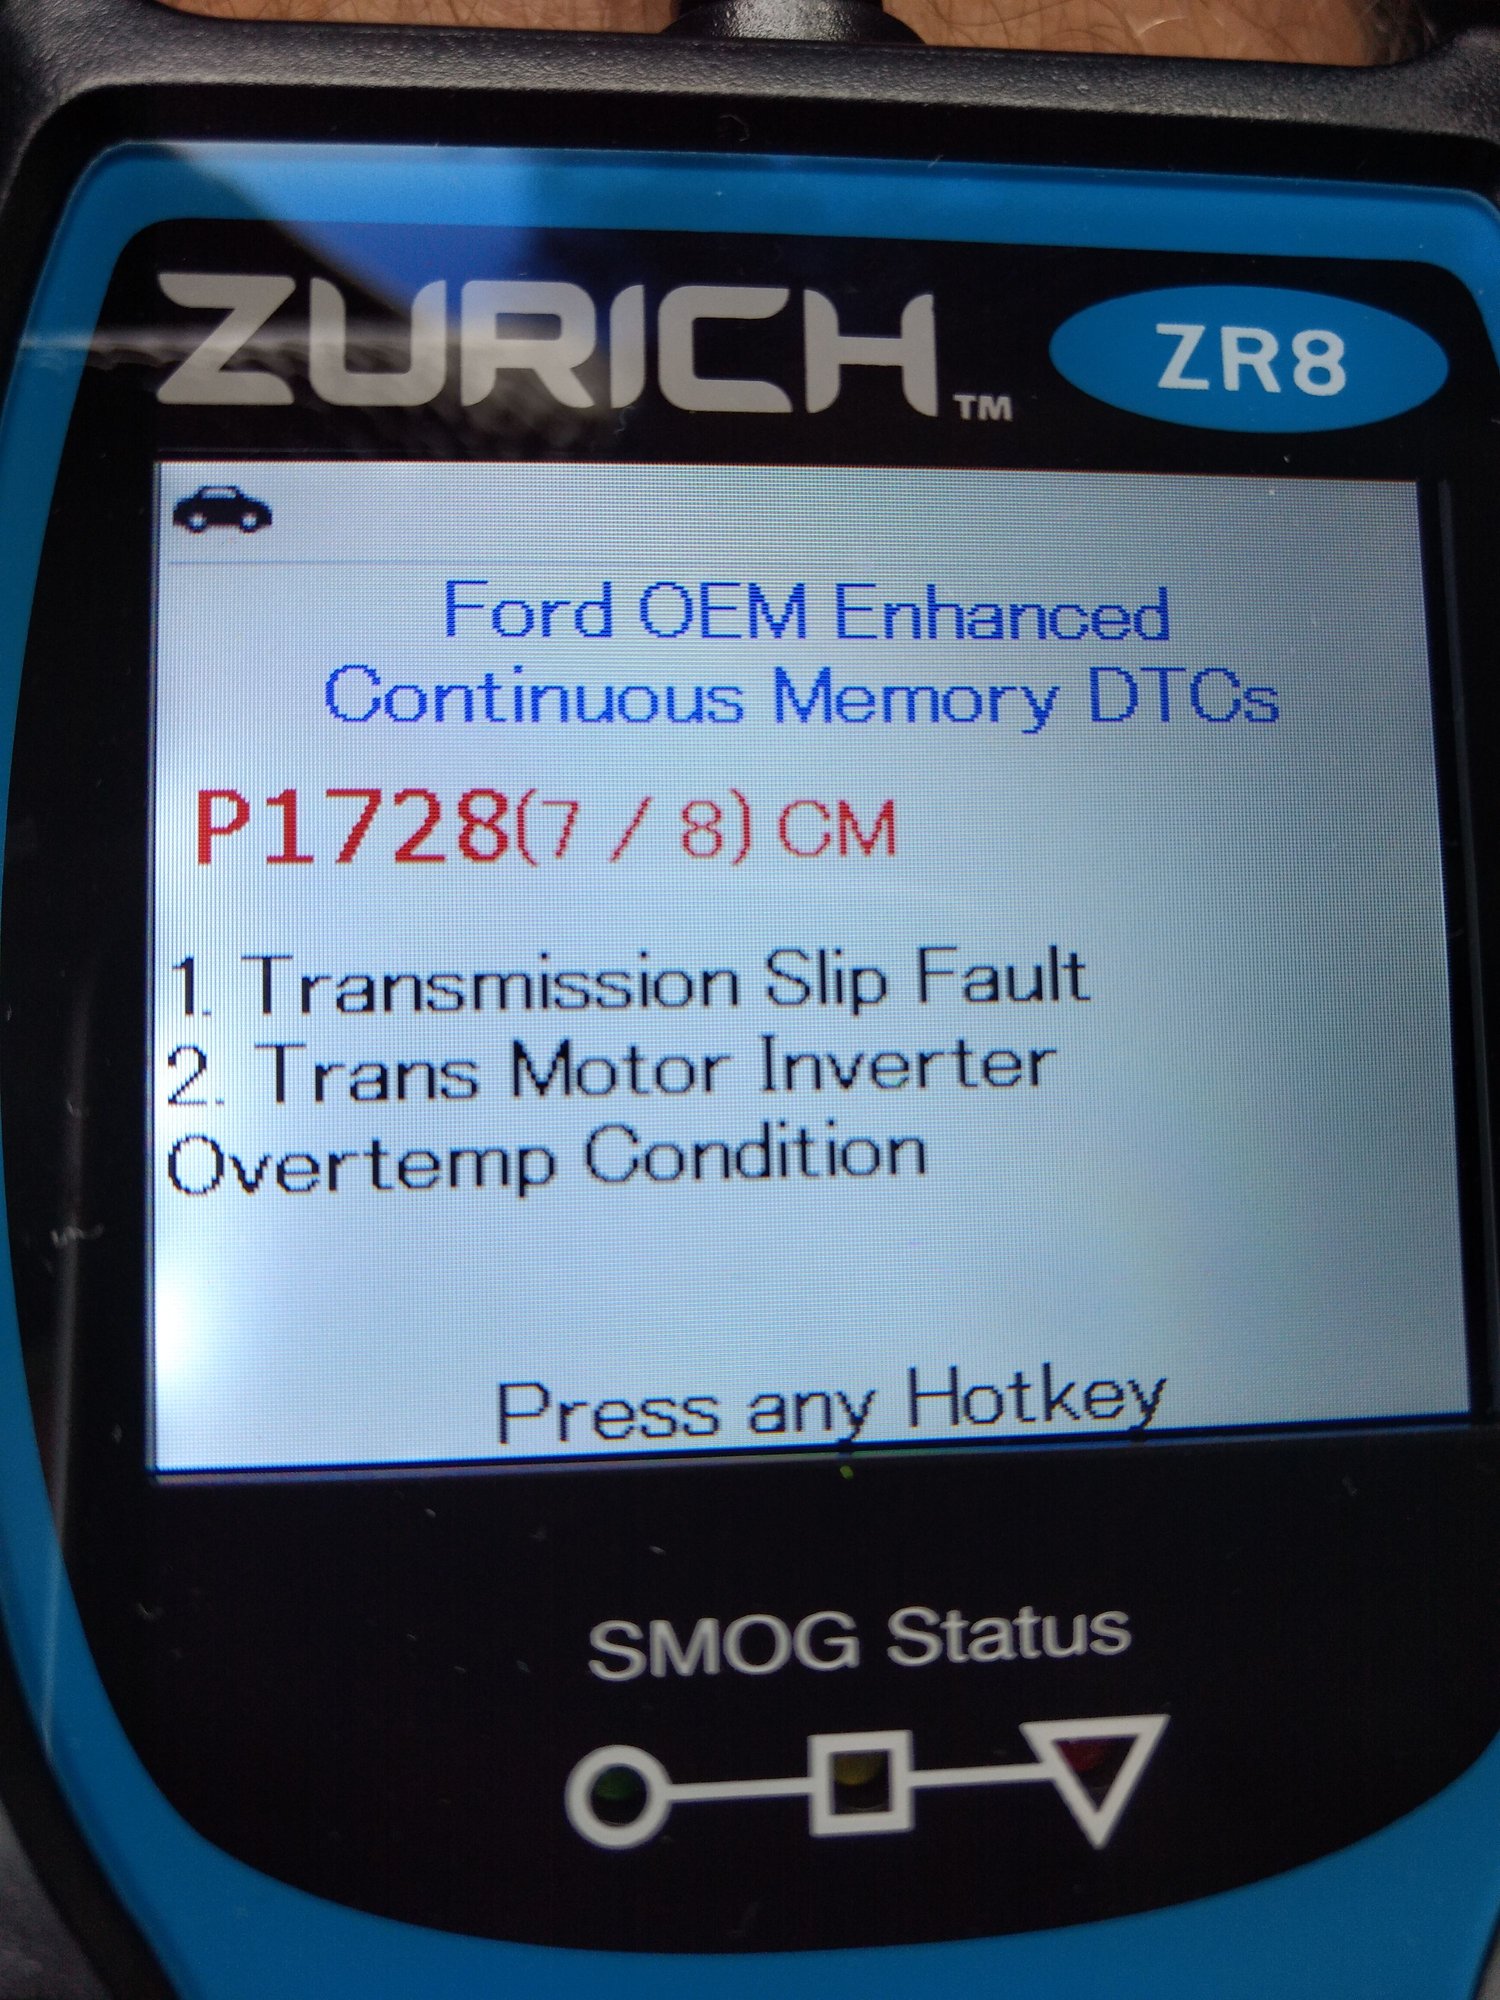 ZURICH™ ZR8
Ford OEM Enhanced
Continuous Memory DTCs
P1728(7 / 8) CM
1. Transmission Slip Fault
2. Trans Motor Inverter
Overtemp Condition
Press any Hotkey
SMOG Status